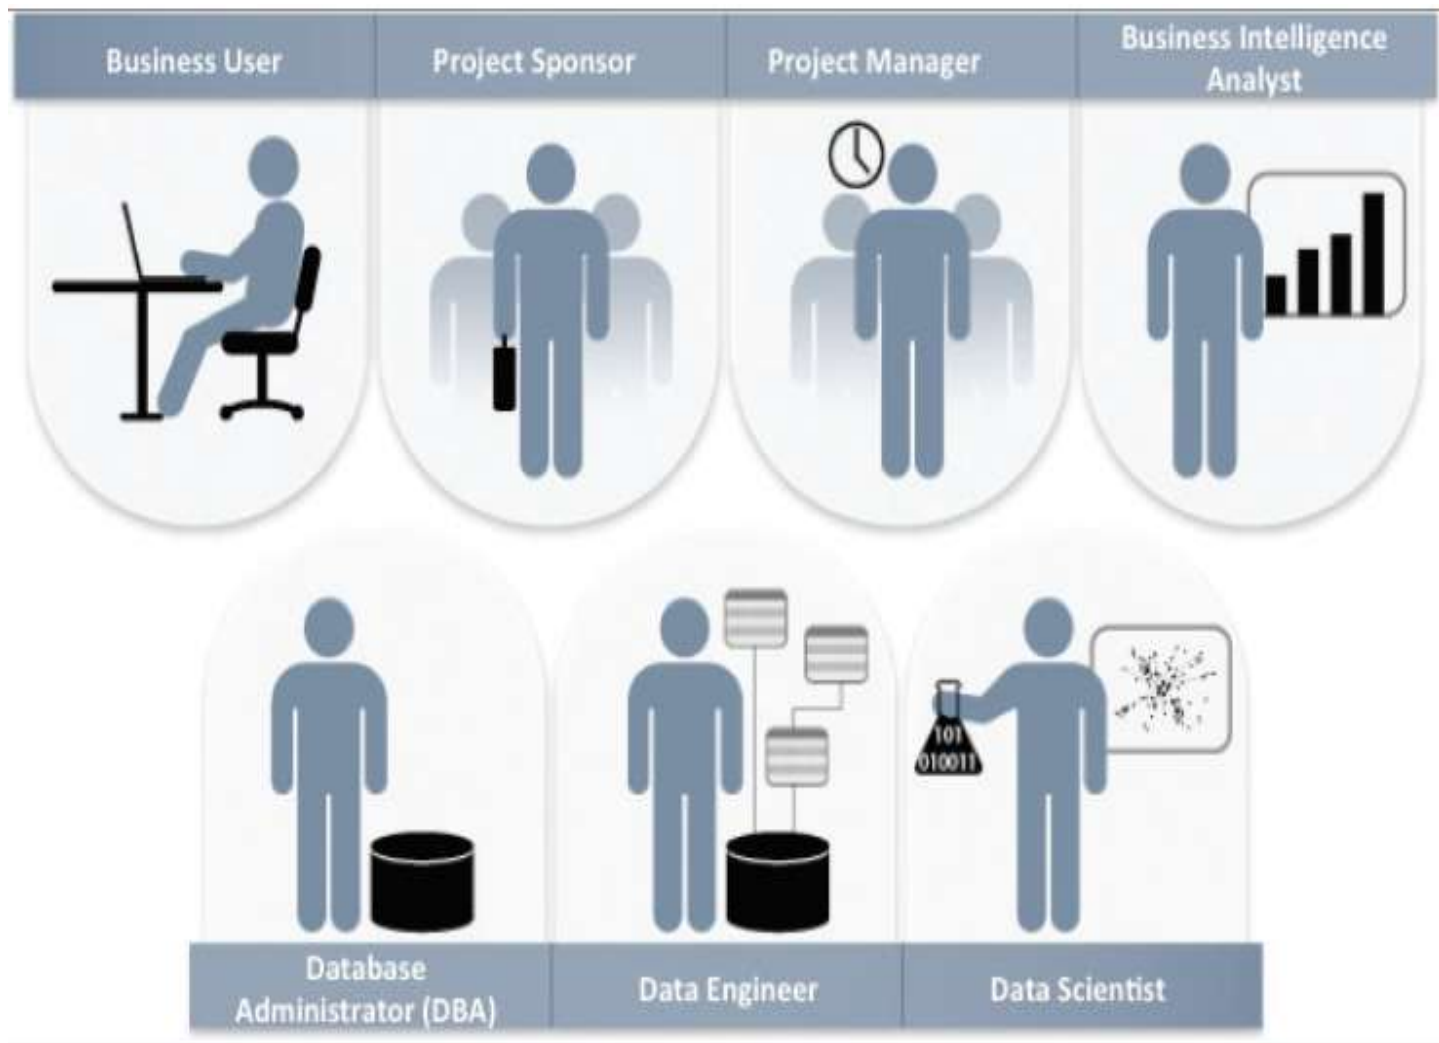 Business User
Project Sponsor
Project Manager
Business Intelligence
Analyst
101
010011
Database
Administrator (DBA)
Data Engineer
Data Scientist